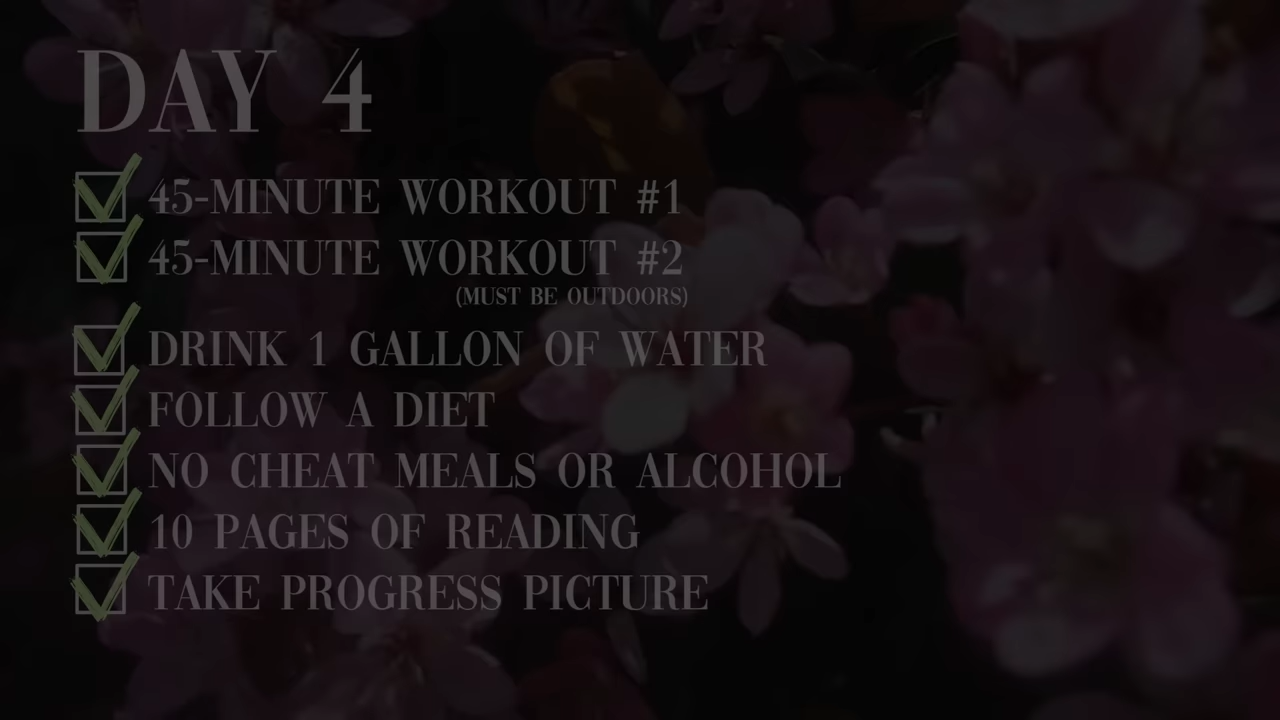 DAY 4
45-MINUTE WORKOUT #1
45-MINUTE WORKOUT #2
(MUST BE OUTDOORS)
DRINK 1 GALLON OF WATER
FOLLOW A DIET
NO CHEAT MEALS OR ALCOHOL
10 PAGES OF READING
TAKE PROGRESS PICTURE